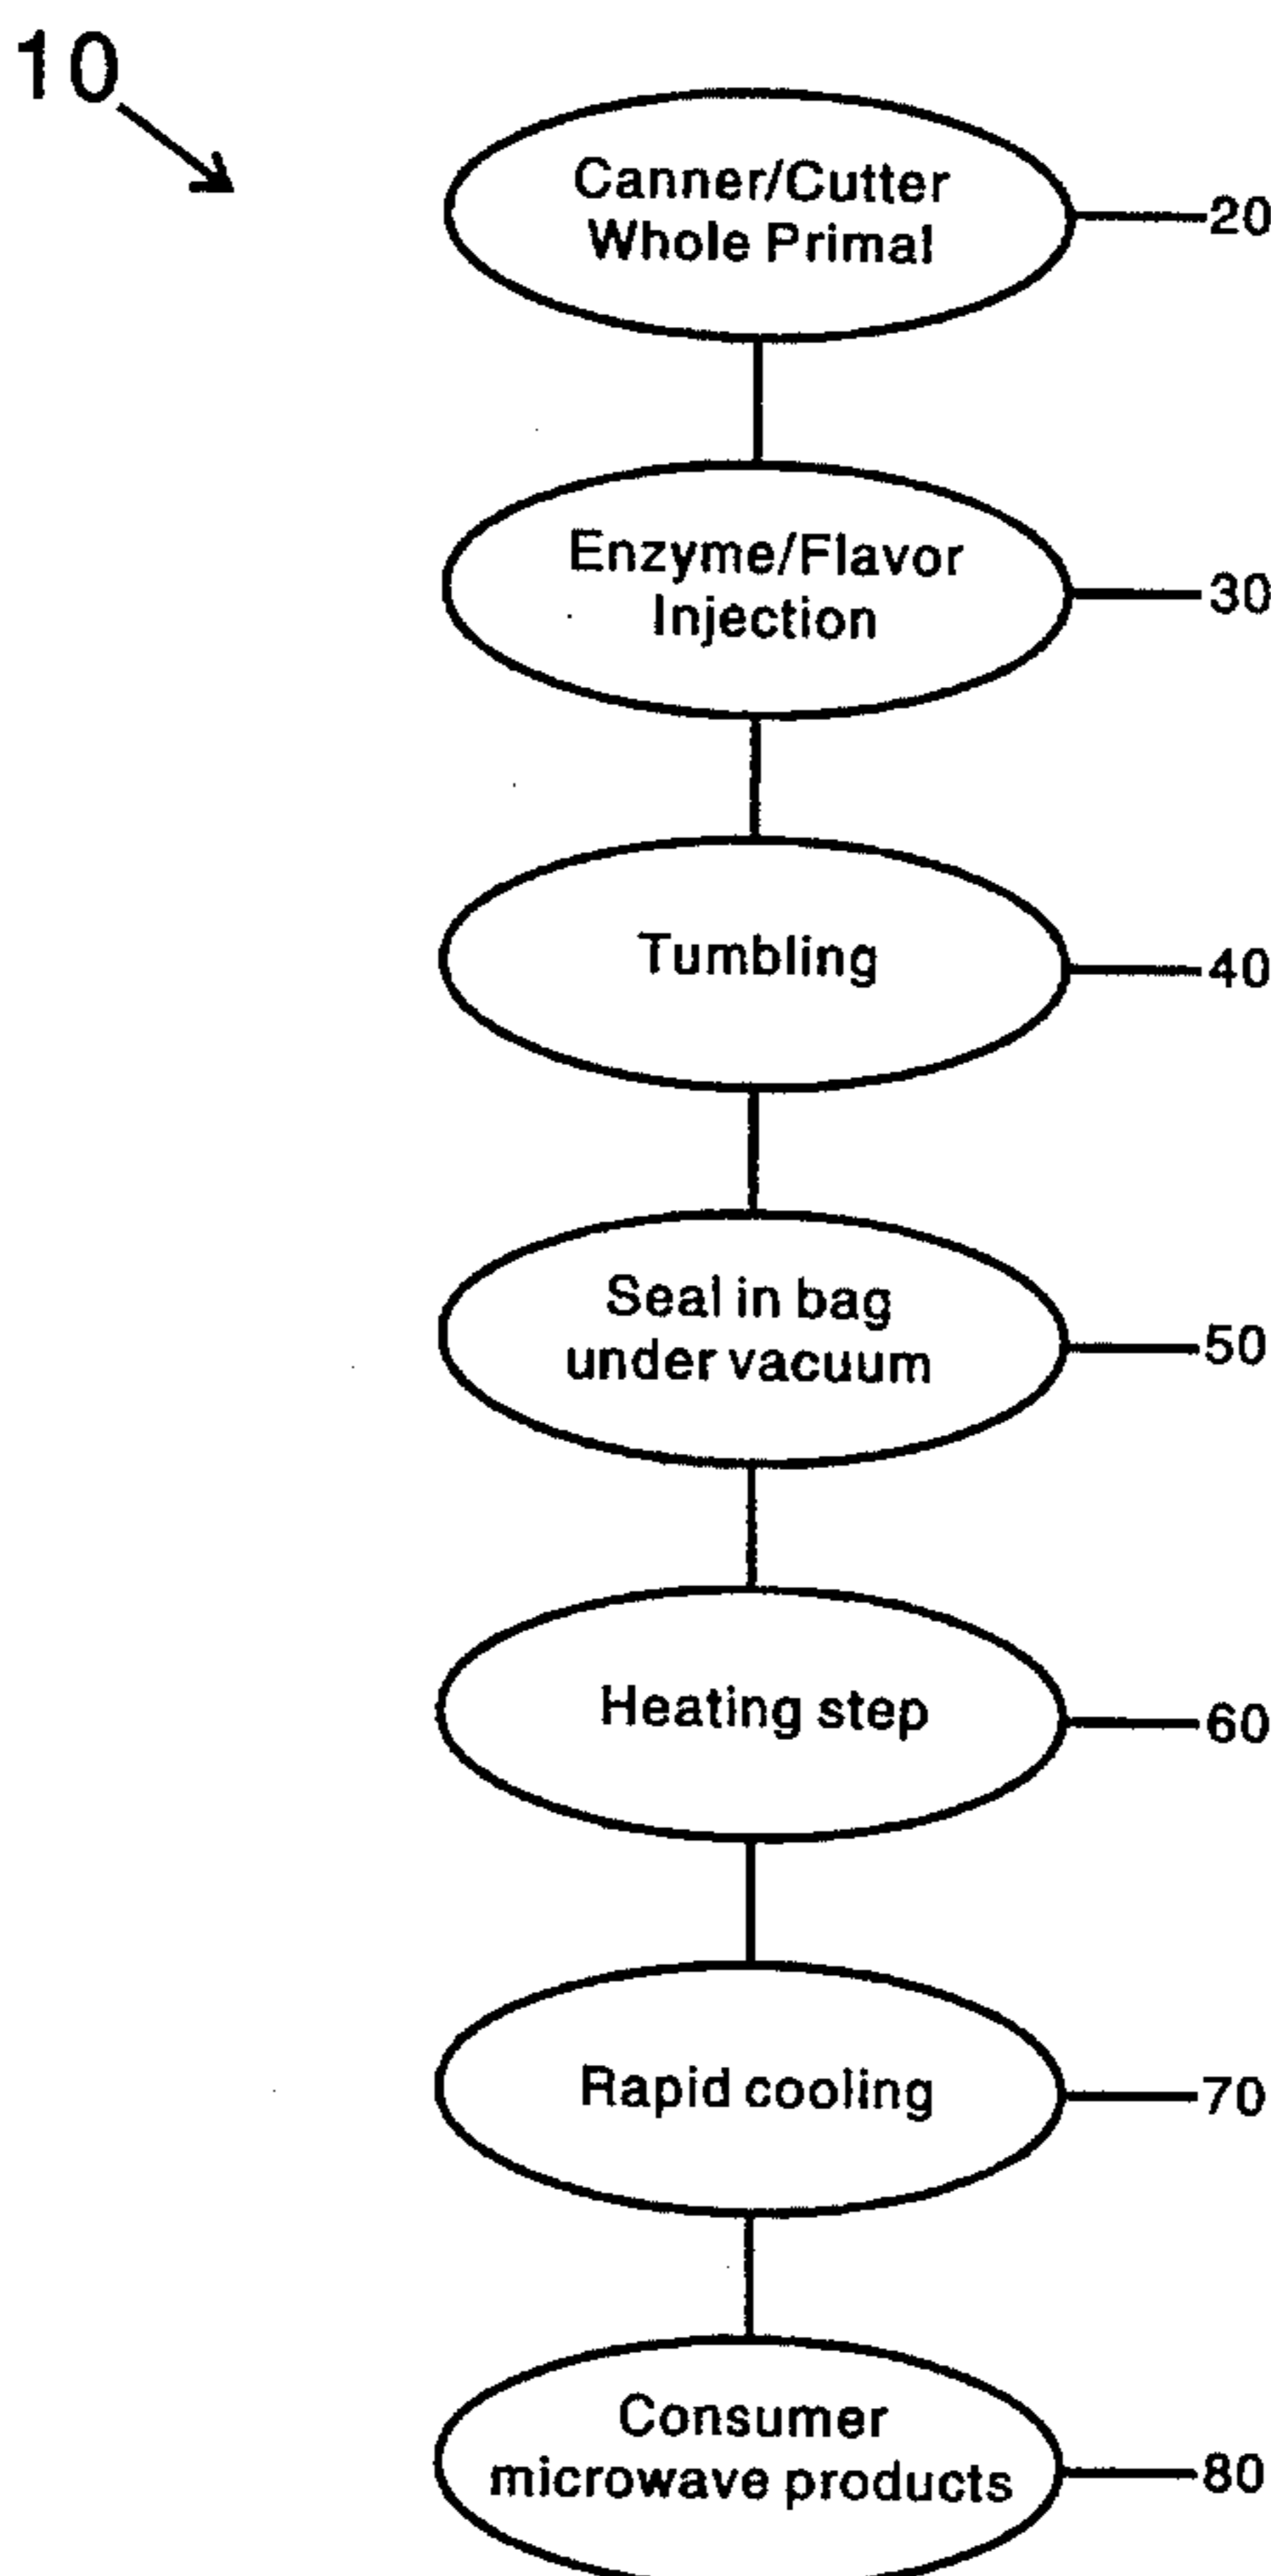 10
Canner/Cutter
Whole Primal
20
Enzyme/Flavor
Injection
30
Tumbling
40
Seal in bag
under vacuum
50
Heating step
60
Rapid cooling
70
Consumer
microwave products
80